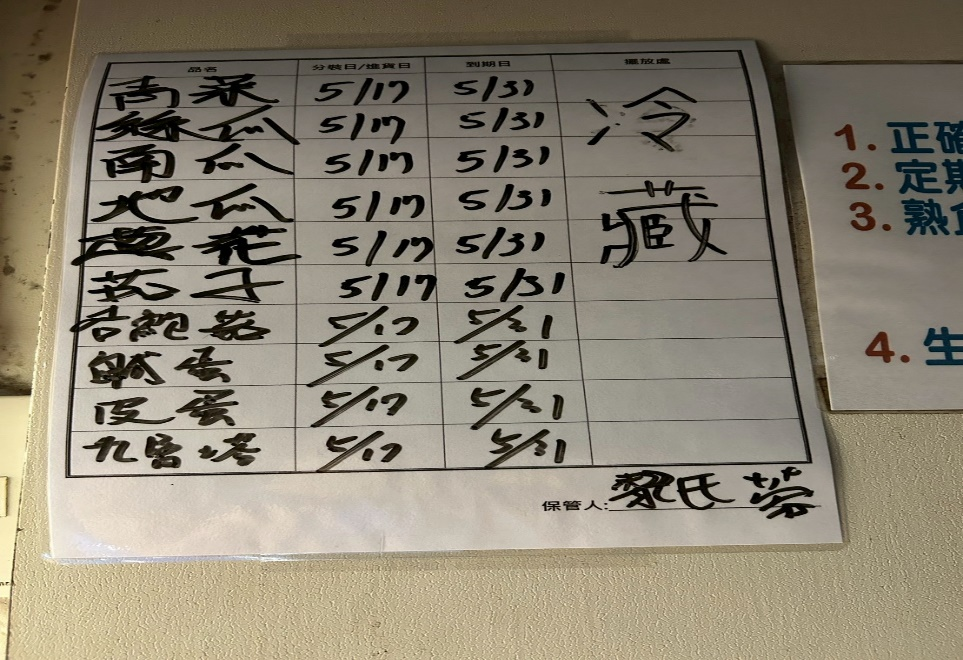 品名 分裝日/進貨日 到期日 擺放處
青菜 5/17 5/31
絲瓜 5/17 5/31 冷
南瓜 5/17 5/31
地瓜 5/17 5/31 藏
5/17 5/31
茄子 5/17 5/31
杏鮑菇 5/17 5/31
鹹蛋 5/17 5/31
皮蛋 5/17 5/31
九層塔 5/17 5/31
保管人: 黎氏
1. 正確
2. 定期
3. 熟食
4. 生